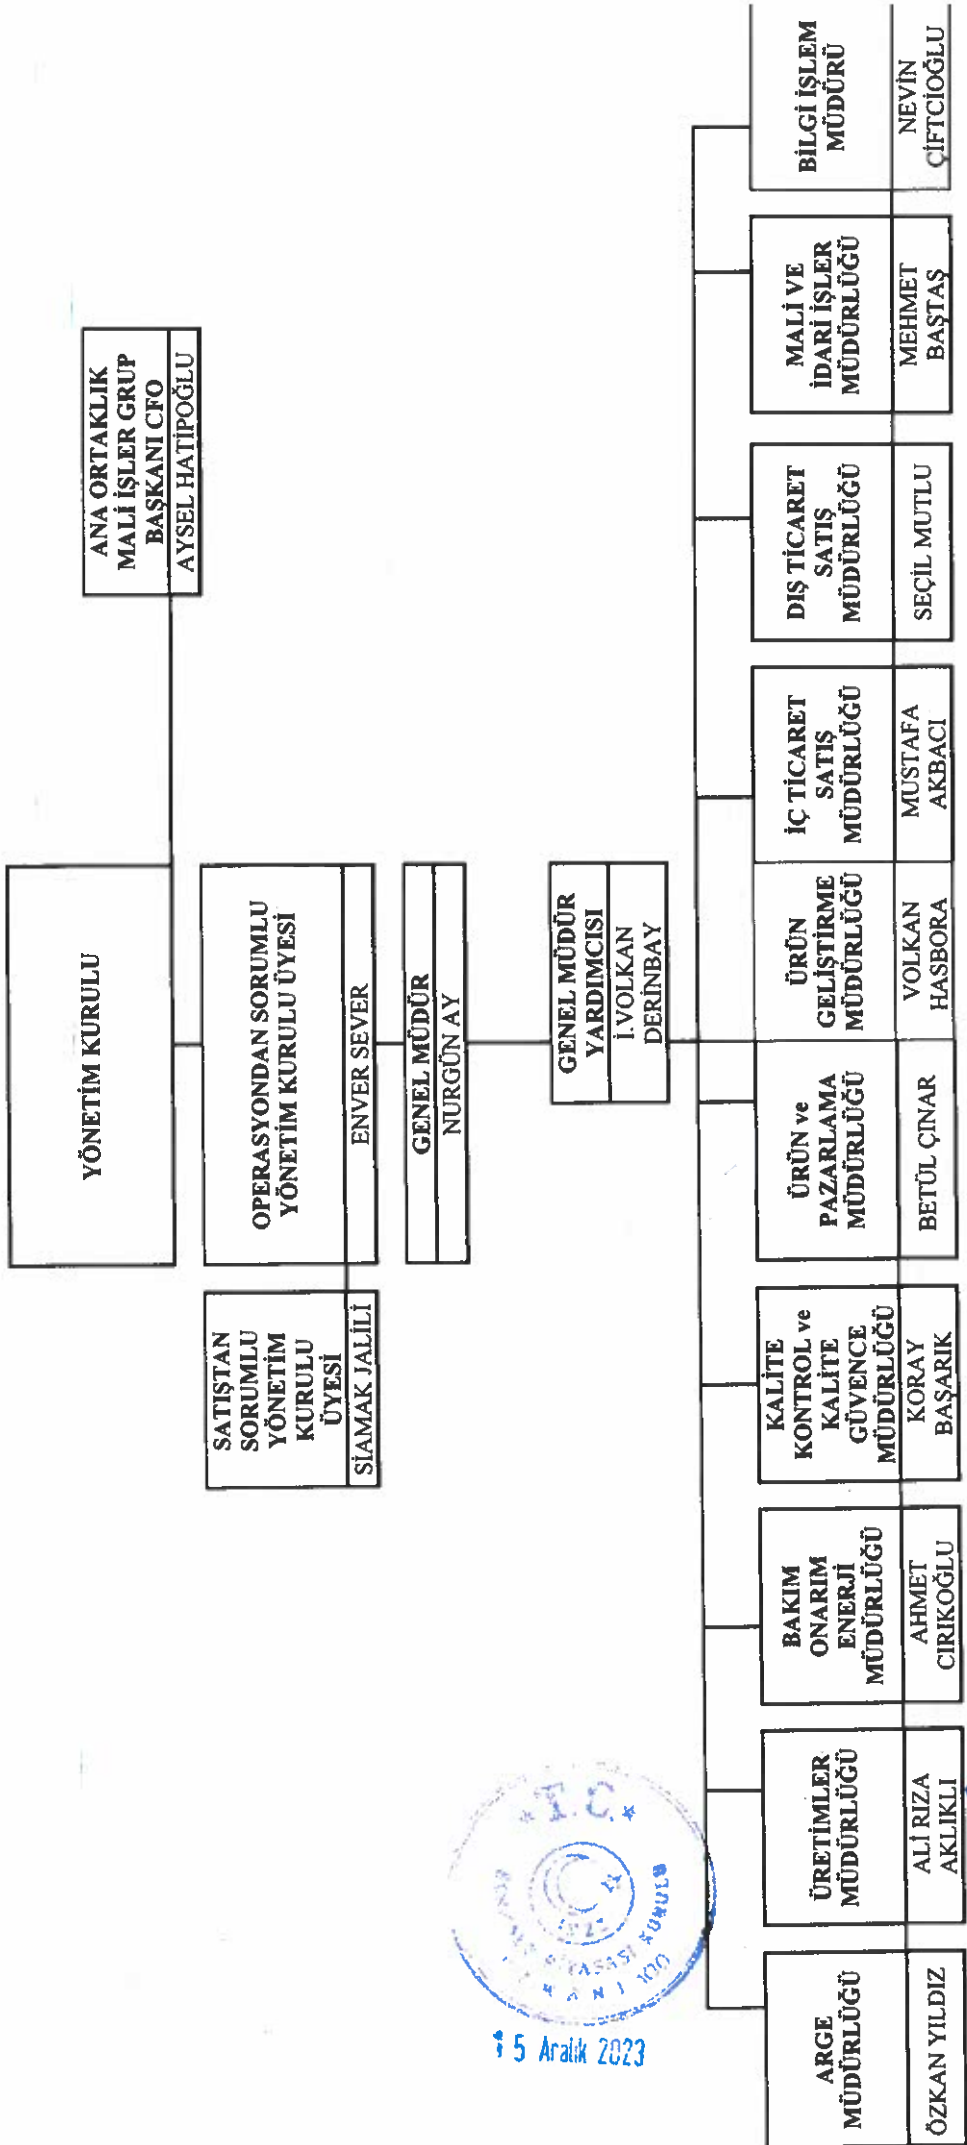 YÖNETİM KURULU
ANA ORTAKLIK
MALİ İŞLER GRUP
BAŞKANI CFO
AYSEL HATİPOĞLU
SATIŞTAN
SORUMLU
YÖNETİM
KURULU
ÜYESİ
SİAMAK JALİLİ
OPERASYONDAN SORUMLU
YÖNETİM KURULU ÜYESİ
ENVER SEVER
GENEL MÜDÜR
NURGÜN AY
GENEL MÜDÜR
YARDIMCISI
İ.VOLKAN
DERİNBAY
ARGE
MÜDÜRLÜĞÜ
ÖZKAN YILDIZ
ÜRETİMLER
MÜDÜRLÜĞÜ
ALİ RIZA
AKLIKLI
BAKIM
ONARIM
ENERJİ
MÜDÜRLÜĞÜ
AHMET
CIRIKOĞLU
KALİTE
KONTROL ve
KALİTE
GÜVENCE
MÜDÜRLÜĞÜ
KORAY
BAŞARIK
ÜRÜN ve
PAZARLAMA
MÜDÜRLÜĞÜ
BETÜL ÇINAR
ÜRÜN
GELİŞTİRME
MÜDÜRLÜĞÜ
VOLKAN
HASBORA
İÇ TİCARET
SATIŞ
MÜDÜRLÜĞÜ
MUSTAFA
AKBACI
DIŞ TİCARET
SATIŞ
MÜDÜRLÜĞÜ
SEÇİL MUTLU
MALİ VE
İDARİ İŞLER
MÜDÜRLÜĞÜ
MEHMET
BAŞTAŞ
BİLGİ İŞLEM
MÜDÜRÜ
NEVİN
ÇİFTCİOĞLU
T.C.
15 Aralık 2023